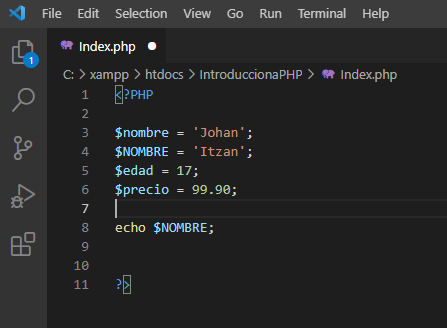 File Edit Selection View Go Run Terminal Help
Index.php
C: > xampp > htdocs > IntroduccionaPHP > Index.php
1 <?PHP
2
3 $nombre = 'Johan';
4 $NOMBRE = 'Itzan';
5 $edad = 17;
6 $precio = 99.90;
7
8 echo $NOMBRE;
9
10
11 ?>
1